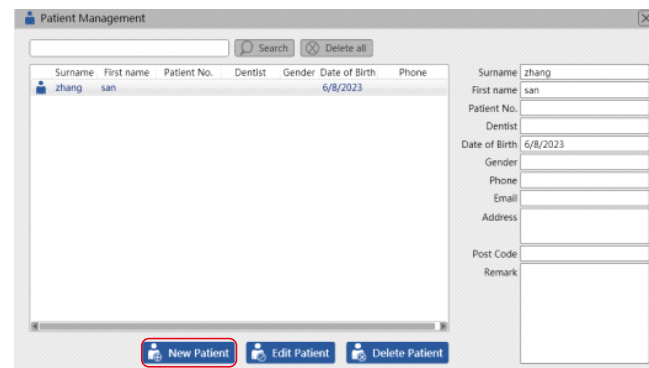 Patient Management
Search Delete all
Surname First name Patient No. Dentist Gender Date of Birth Phone
zhang san 6/8/2023
Surname zhang
First name san
Patient No.
Dentist
Date of Birth 6/8/2023
Gender
Phone
Email
Address
Post Code
Remark
New Patient Edit Patient Delete Patient